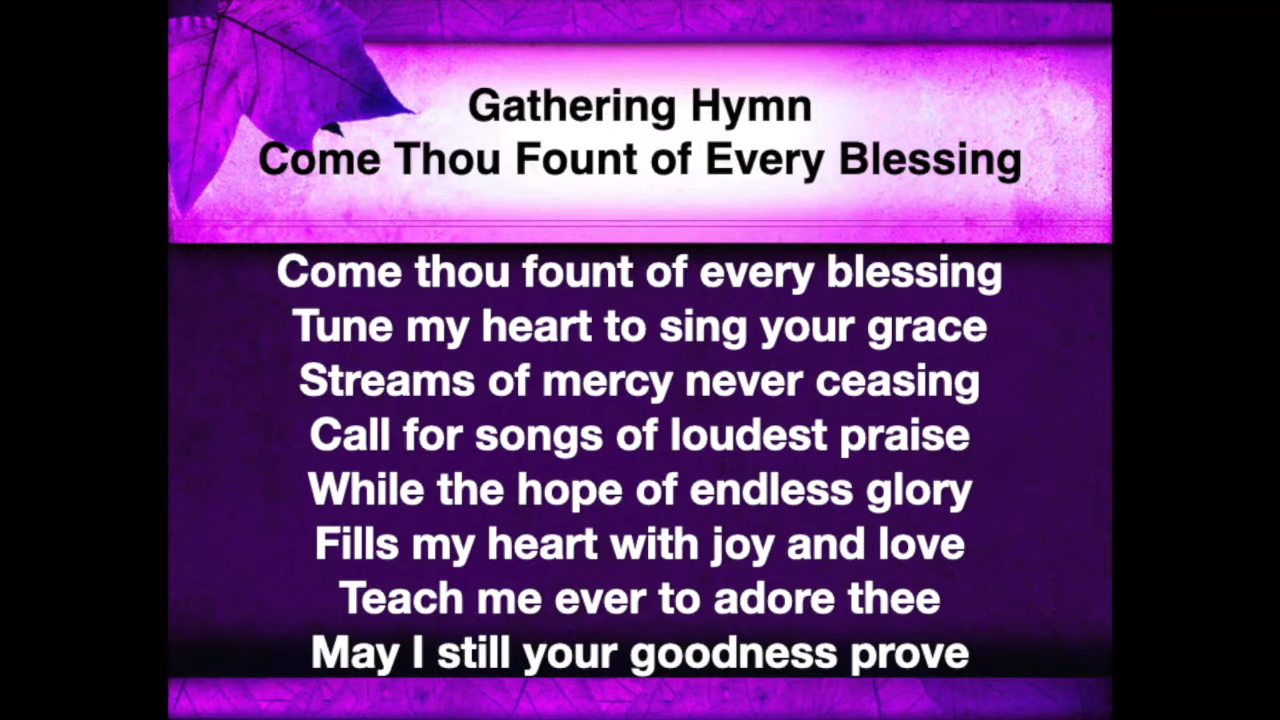 Gathering Hymn
Come Thou Fount of Every Blessing
Come thou fount of every blessing
Tune my heart to sing your grace
Streams of mercy never ceasing
Call for songs of loudest praise
While the hope of endless glory
Fills my heart with joy and love
Teach me ever to adore thee
May I still your goodness prove